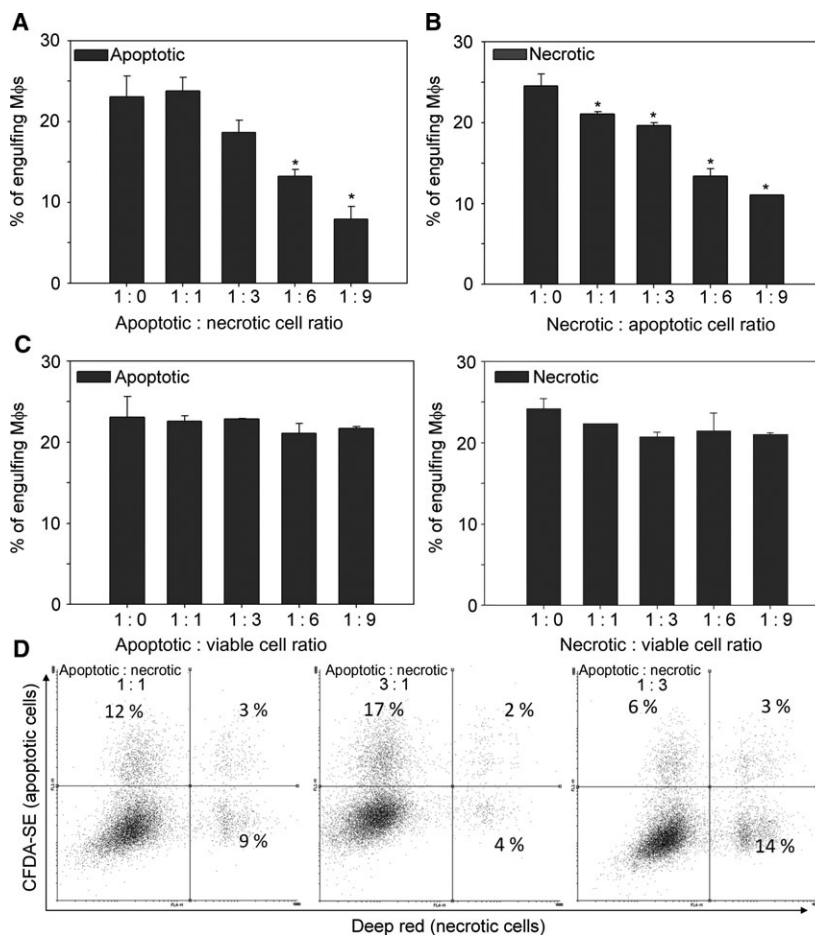 A
% of engulfing Mϕs
30
20
10
0
Apoptotic
*
*
1 : 0 1 : 1 1 : 3 1 : 6 1 : 9
Apoptotic : necrotic cell ratio
B
% of engulfing Mϕs
30
20
10
0
Necrotic
*
*
*
*
1 : 0 1 : 1 1 : 3 1 : 6 1 : 9
Necrotic : apoptotic cell ratio
C
% of engulfing Mϕs
30
20
10
0
Apoptotic
1 : 0 1 : 1 1 : 3 1 : 6 1 : 9
Apoptotic : viable cell ratio
% of engulfing Mϕs
30
20
10
0
Necrotic
1 : 0 1 : 1 1 : 3 1 : 6 1 : 9
Necrotic : viable cell ratio
D
CFDA-SE (apoptotic cells)
Apoptotic : necrotic
1 : 1
12 % 3 %
9 %
Apoptotic : necrotic
3 : 1
17 % 2 %
4 %
Apoptotic : necrotic
1 : 3
6 % 3 %
14 %
Deep red (necrotic cells)